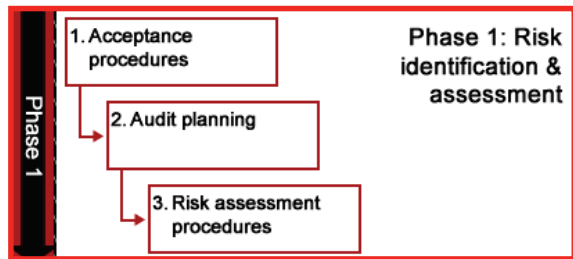 Phase 1
1. Acceptance
procedures
2. Audit planning
3. Risk assessment
procedures
Phase 1: Risk
identification &
assessment